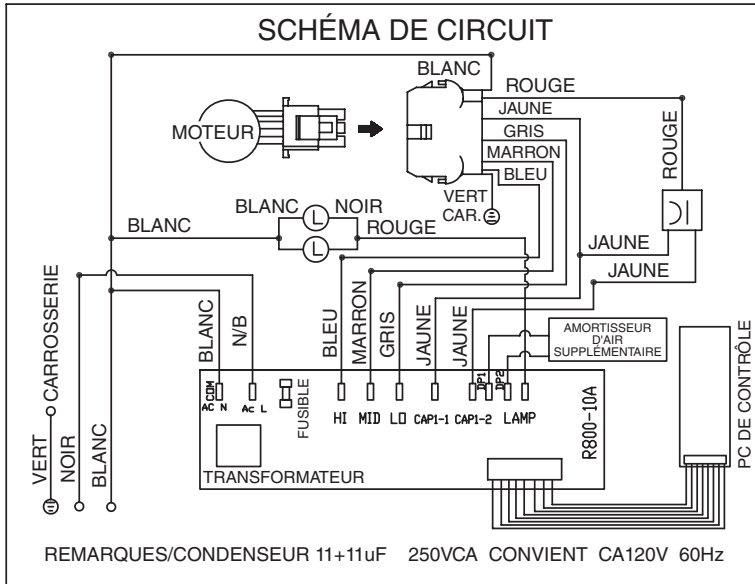 SCHÉMA DE CIRCUIT
BLANC
ROUGE
JAUNE
GRIS
MARRON
BLEU
MOTEUR
VERT
CAR.
ROUGE
BLANC
L
NOIR
L
BLANC
ROUGE
JAUNE
JAUNE
CARROSSERIE
BLANC
N/B
BLEU
MARRON
GRIS
JAUNE
JAUNE
AMORTISSEUR
D'AIR
SUPPLÉMENTAIRE
PC DE CONTRÔLE
COM
AC N
Ac L
FUSIBLE
HI
MID
LO
CAP1-1
CAP1-2
DP1
DP2
LAMP
R800-10A
TRANSFORMATEUR
VERT
NOIR
BLANC
REMARQUES/CONDENSEUR 11+11uF 250VCA CONVIENT CA120V 60Hz